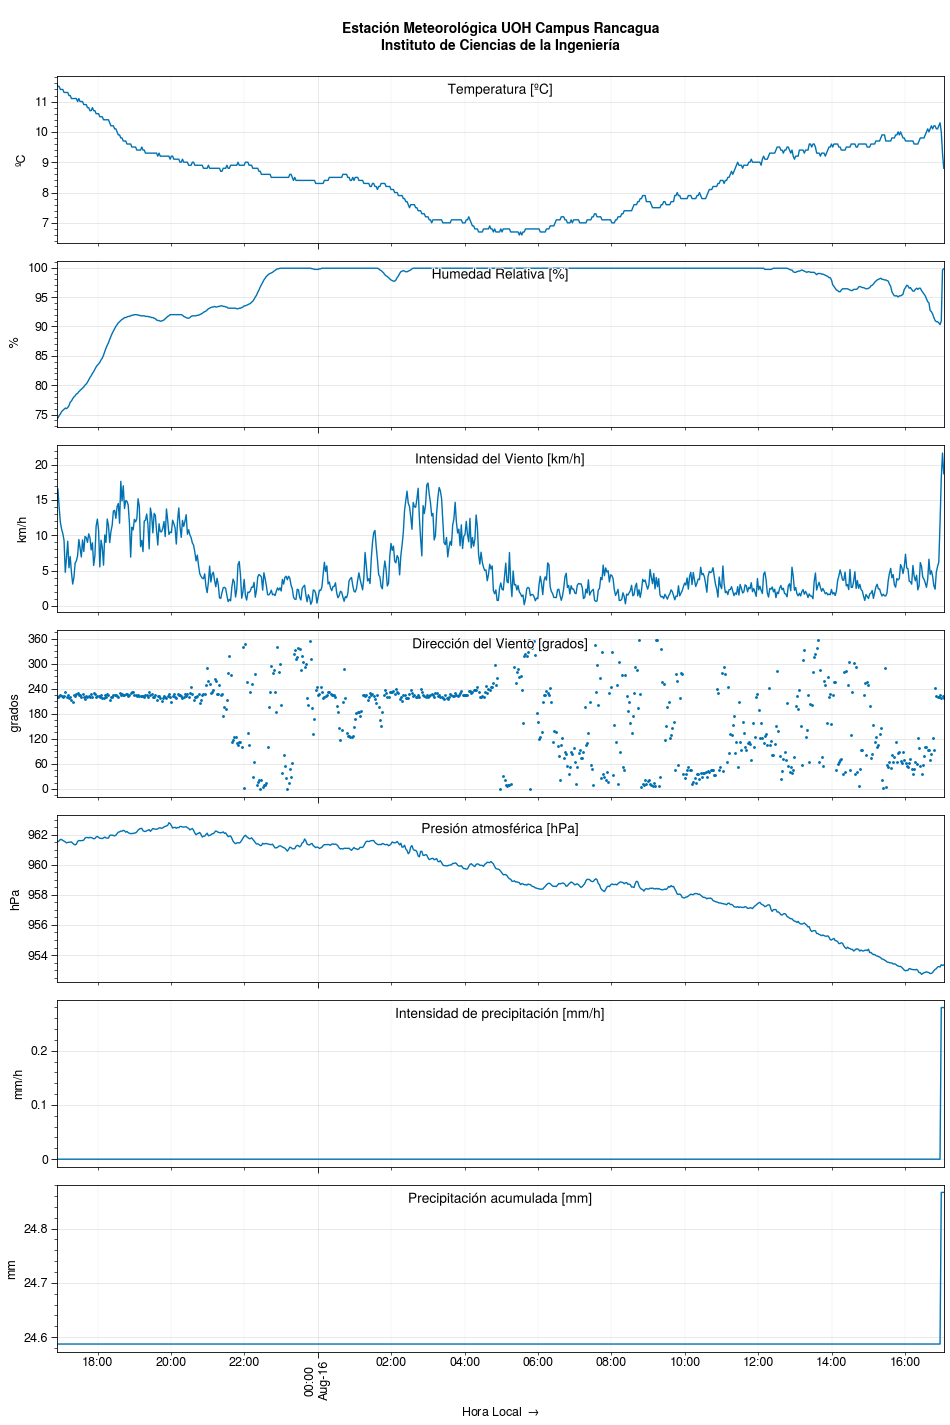 Estación Meteorológica UOH Campus Rancagua
Instituto de Ciencias de la Ingeniería
Temperatura [ºC]
ºC
11
10
9
8
7
Humedad Relativa [%]
%
100
95
90
85
80
75
Intensidad del Viento [km/h]
km/h
20
15
10
5
0
Dirección del Viento [grados]
grados
360
300
240
180
120
60
0
Presión atmosférica [hPa]
hPa
962
960
958
956
954
Intensidad de precipitación [mm/h]
mm/h
0.2
0.1
0
Precipitación acumulada [mm]
mm
24.8
24.7
24.6
18:00 20:00 22:00 00:00 02:00 04:00 06:00 08:00 10:00 12:00 14:00 16:00
Aug-16
Hora Local →